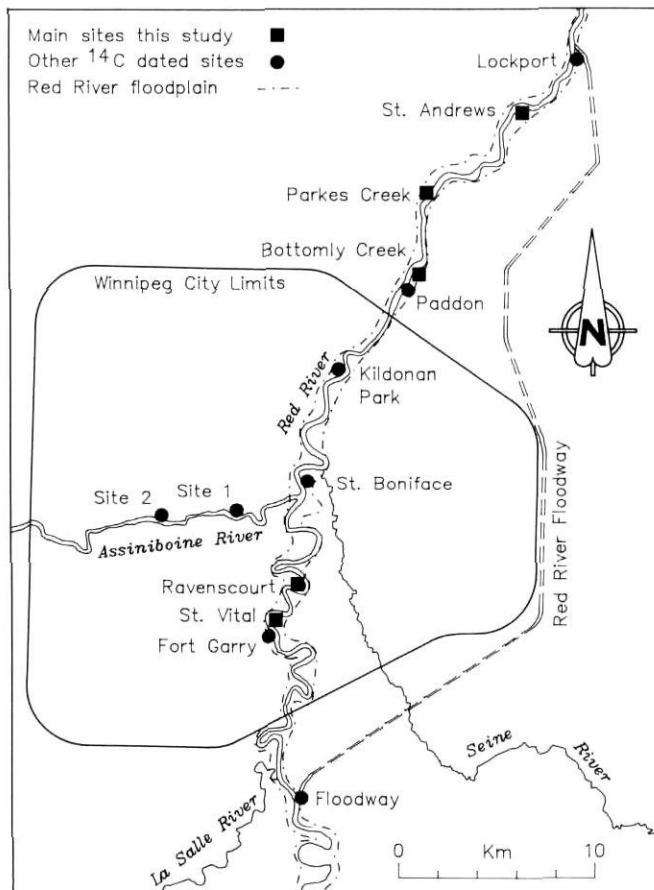 Main sites this study
Other 14C dated sites
Red River floodplain
Lockport
St. Andrews
Parkes Creek
Bottomly Creek
Winnipeg City Limits
Paddon
N
Kildonan
Park
Red River
St. Boniface
Site 2
Site 1
Assiniboine River
Red River Floodway
Ravenscourt
St. Vital
Fort Garry
Seine
River
Floodway
La Salle River
0 Km 10